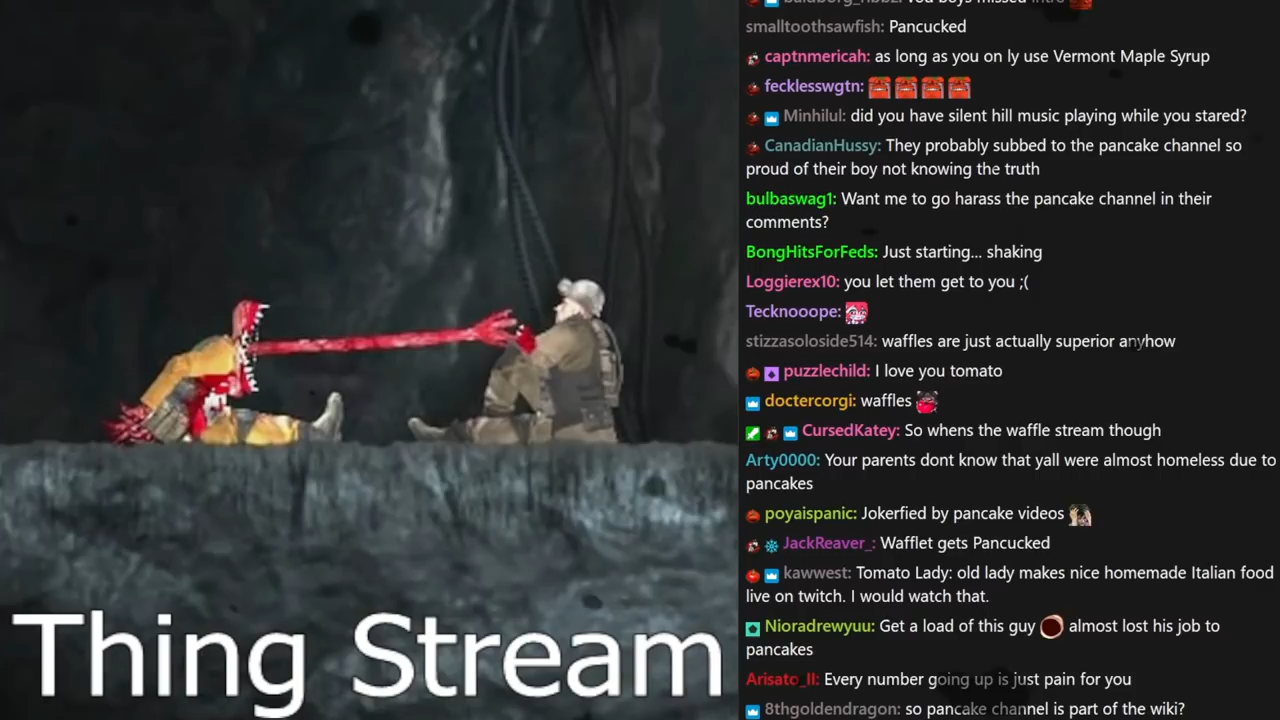 you boys missed intro
smalltoothsawfish: Pancucked
captnmericah: as long as you on ly use Vermont Maple Syrup
fecklesswgtn:
Minhilul: did you have silent hill music playing while you stared?
CanadianHussy: They probably subbed to the pancake channel so
proud of their boy not knowing the truth
bulbaswag1: Want me to go harass the pancake channel in their
comments?
BongHitsForFeds: Just starting... shaking
Loggierex10: you let them get to you ;(
Tecknooope:
stizzasoloside514: waffles are just actually superior anyhow
puzzlechild: I love you tomato
doctercorgi: waffles
CursedKatey: So whens the waffle stream though
Arty0000: Your parents dont know that yall were almost homeless due to
pancakes
poyaispanic: Jokerfied by pancake videos
JackReaver_: Wafflet gets Pancucked
kawwest: Tomato Lady: old lady makes nice homemade Italian food
live on twitch. I would watch that.
Nioradrewyuu: Get a load of this guy almost lost his job to
pancakes
Arisato_II: Every number going up is just pain for you
8thgoldendragon: so pancake channel is part of the wiki?
Thing Stream